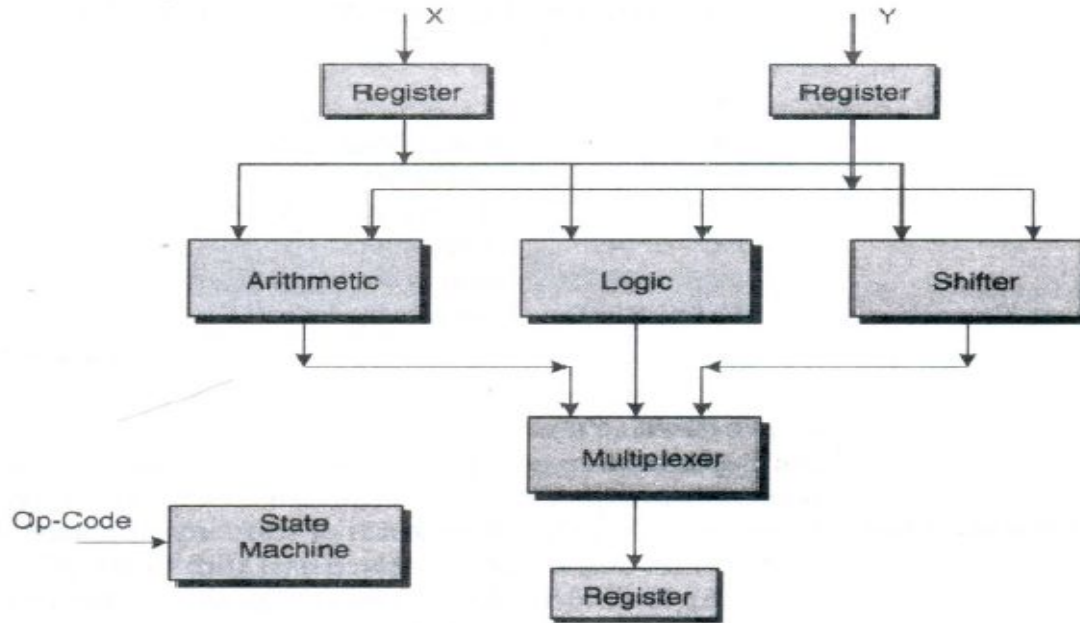 X
Y
Register
Register
Arithmetic
Logic
Shifter
Multiplexer
Op-Code
State
Machine
Register